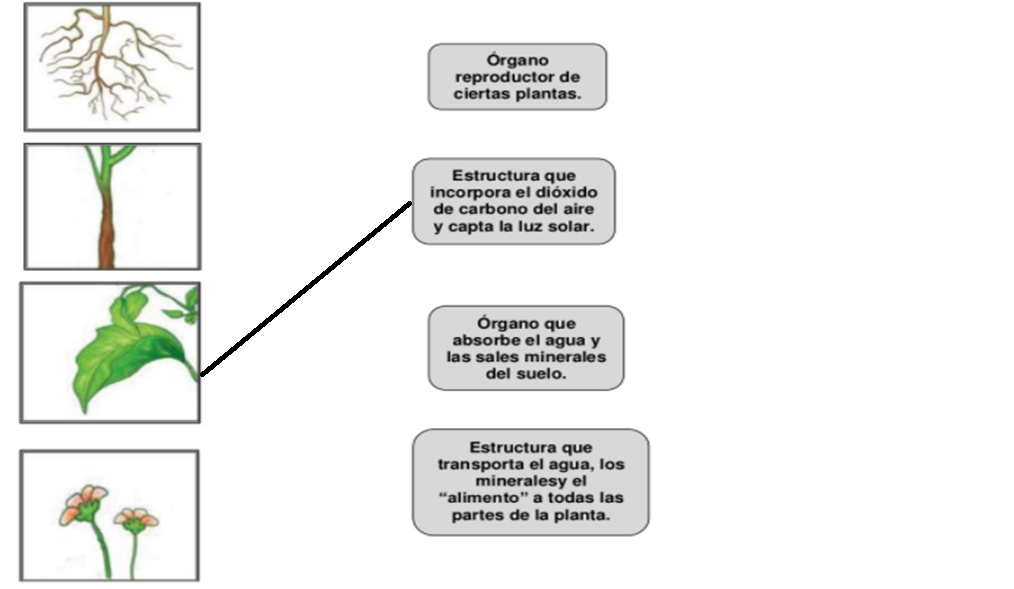 Órgano
reproductor de
ciertas plantas.
Estructura que
incorpora el dióxido
de carbono del aire
y capta la luz solar.
Órgano que
absorbe el agua y
las sales minerales
del suelo.
Estructura que
transporta el agua, los
mineralesy el
“alimento” a todas las
partes de la planta.